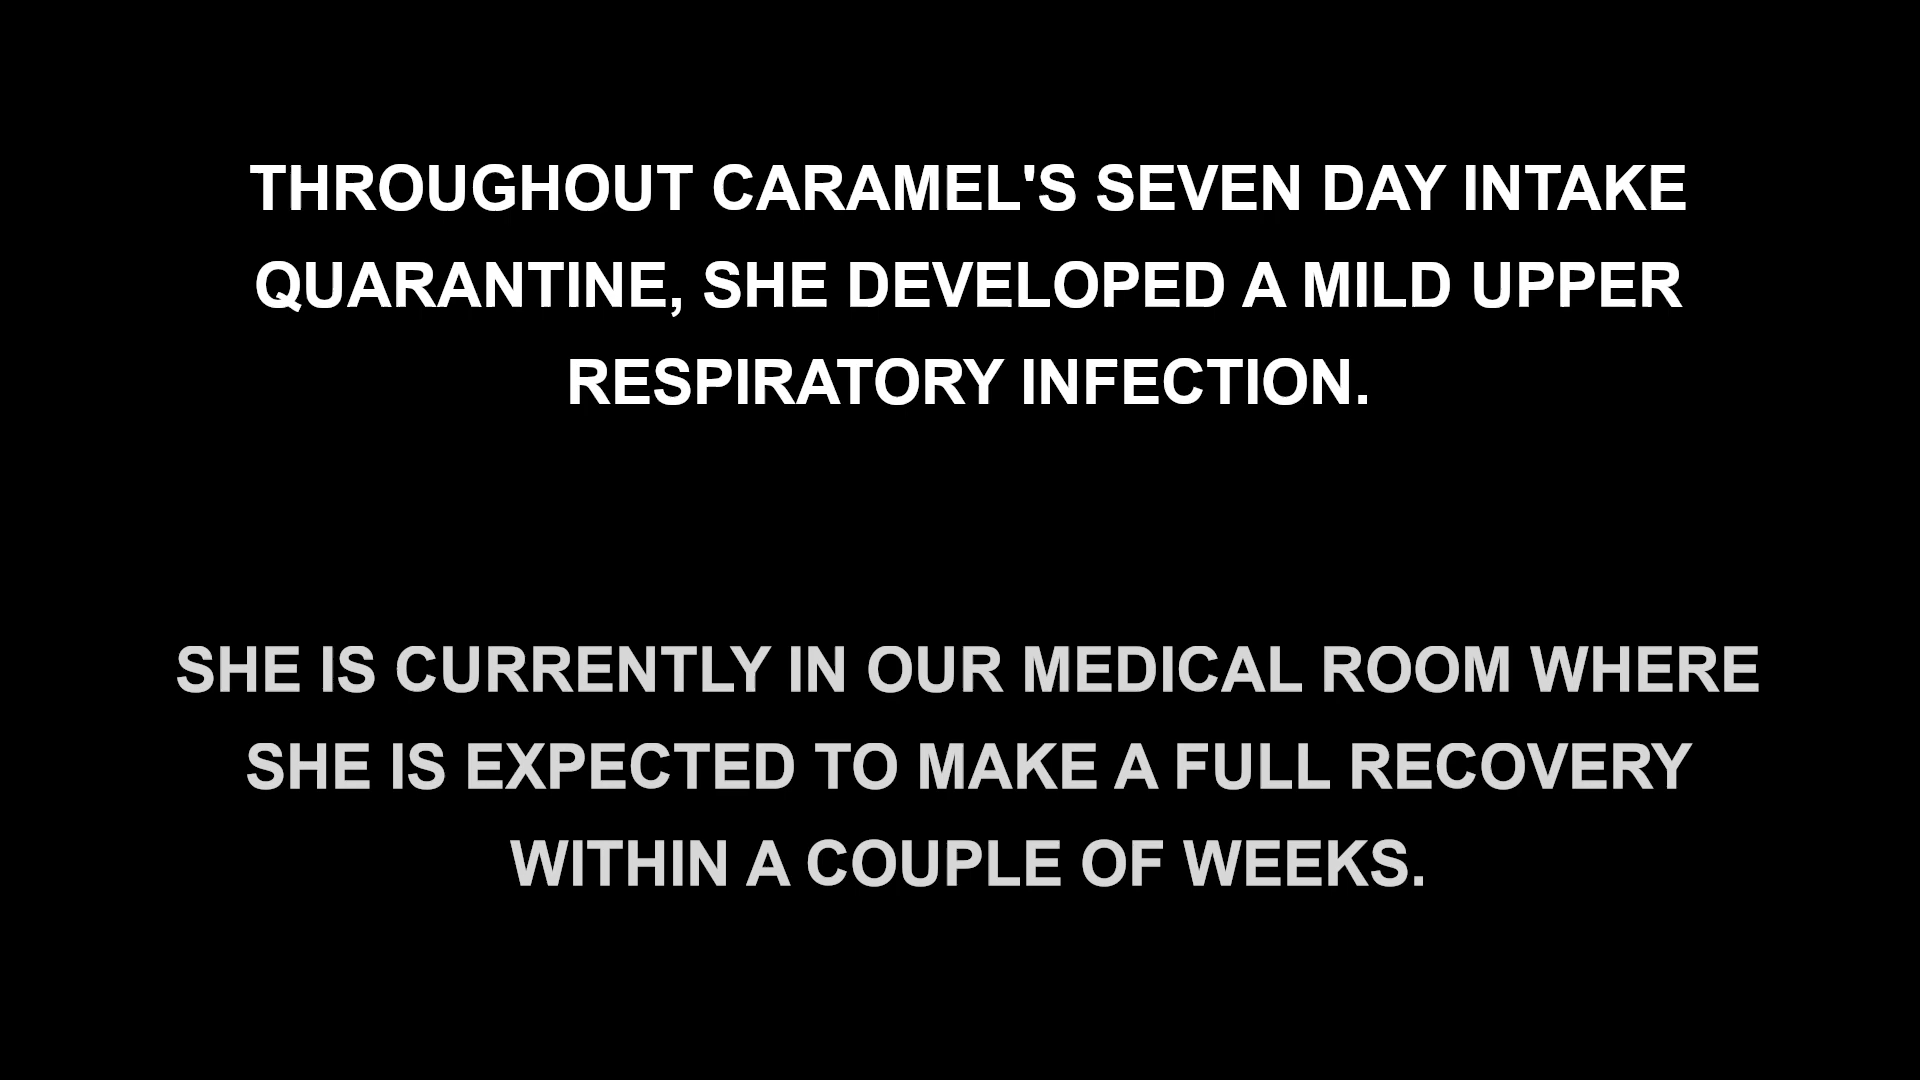 THROUGHOUT CARAMEL'S SEVEN DAY INTAKE
QUARANTINE, SHE DEVELOPED A MILD UPPER
RESPIRATORY INFECTION.
SHE IS CURRENTLY IN OUR MEDICAL ROOM WHERE
SHE IS EXPECTED TO MAKE A FULL RECOVERY
WITHIN A COUPLE OF WEEKS.